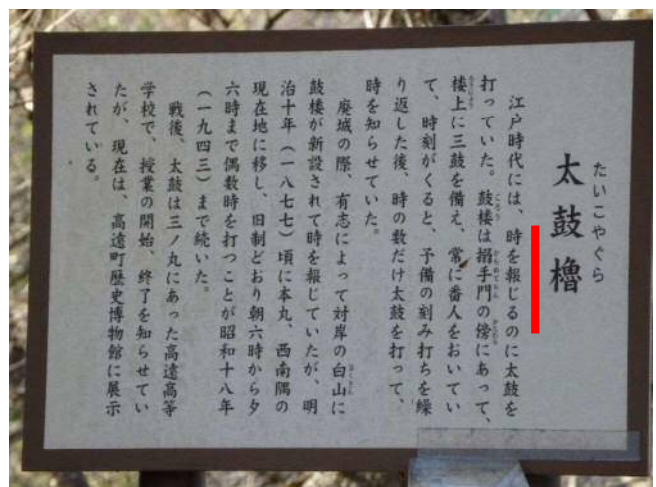 太鼓櫓
たいこやぐら
江戸時代には、時を報じるのに太鼓を
打っていた。鼓楼は搦手門の傍にあって、
楼上に三鼓を備え、常に番人をおいてい
て、時刻がくると、予備の刻み打ちを繰
り返した後、時の数だけ太鼓を打って、
時を知らせていた。
廃城の際、有志によって対岸の白山に
鼓楼が新設されて時を報じていたが、明
治十年(一八七七)頃に本丸、西南隅の
現在地に移し、旧制どおり朝六時から夕
六時まで偶数時を打つことが昭和十八年
(一九四三)まで続いた。
戦後、太鼓は三ノ丸にあった高遠高等
学校で、授業の開始、終了を知らせてい
たが、現在は、高遠町歴史博物館に展示
されている。